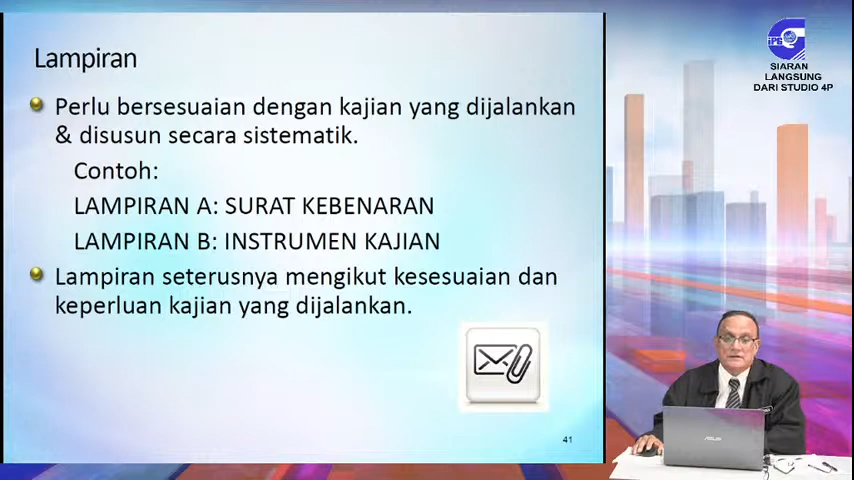 Lampiran
Perlu bersesuaian dengan kajian yang dijalankan
& disusun secara sistematik.
Contoh:
LAMPIRAN A: SURAT KEBENARAN
LAMPIRAN B: INSTRUMEN KAJIAN
Lampiran seterusnya mengikut kesesuaian dan
keperluan kajian yang dijalankan.
41
SIARAN
LANGSUNG
DARI STUDIO 4P
ASUS